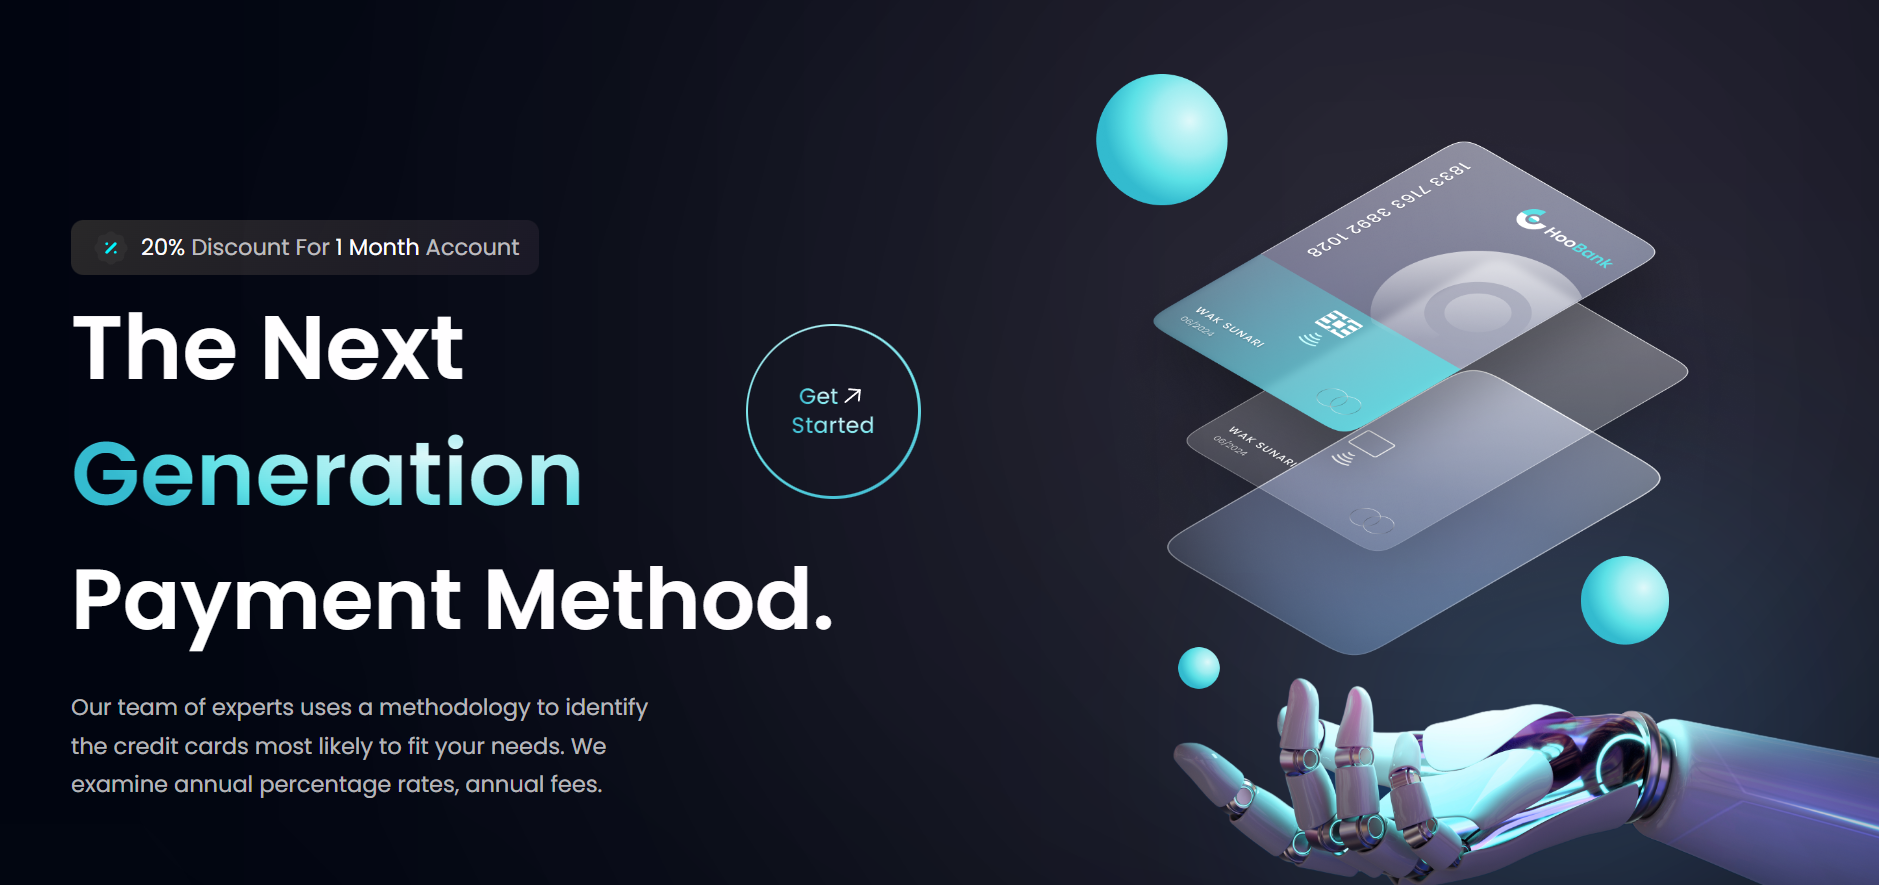 20% Discount For 1 Month Account
The Next
Generation
Payment Method.
Get
Started
Our team of experts uses a methodology to identify
the credit cards most likely to fit your needs. We
examine annual percentage rates, annual fees.
1833 7163 3892 1028
HooBank
WAK SUNARI
06/2024
WAK SUNARI
06/2024